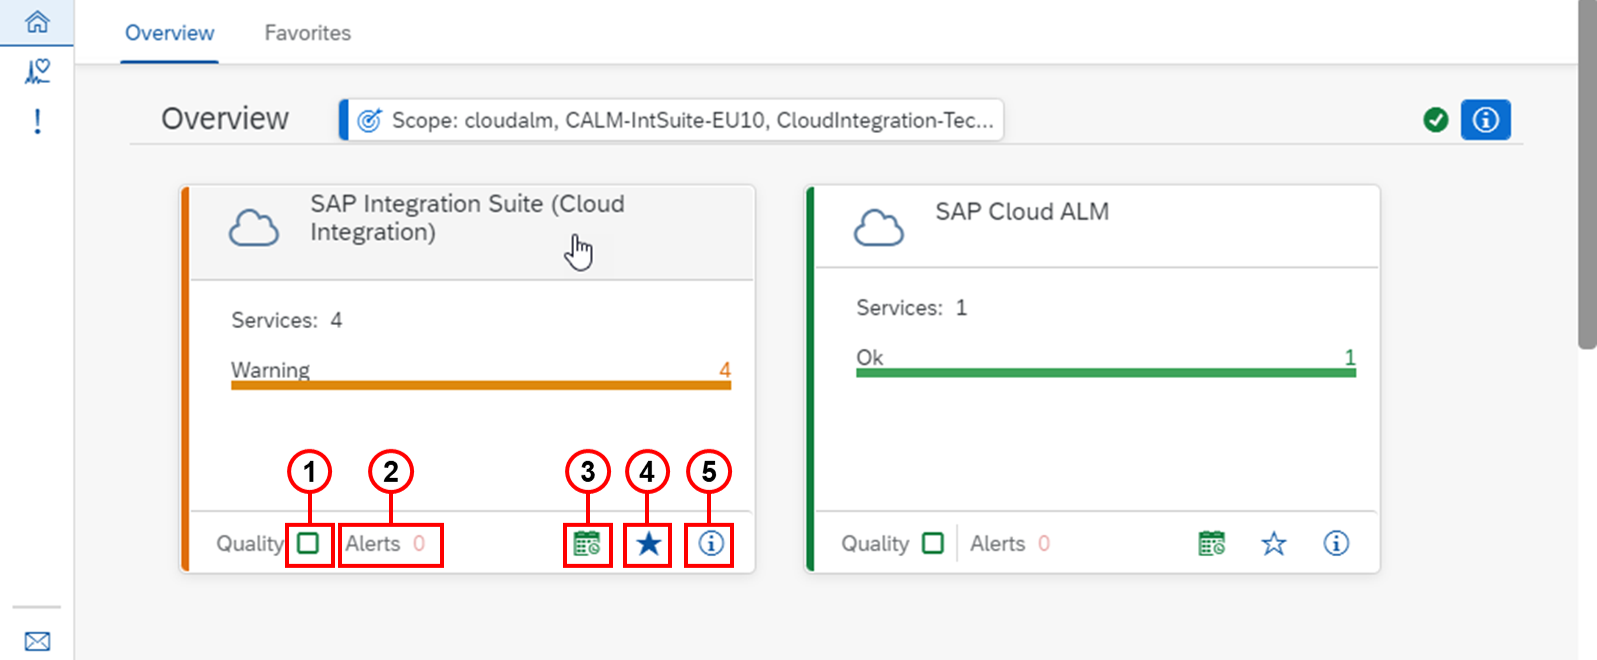 Overview Favorites
Overview Scope: cloudalm, CALM-IntSuite-EU10, CloudIntegration-Tec...
SAP Integration Suite (Cloud
Integration)
Services: 4
Warning 4
1 2 3 4 5
Quality Alerts 0
SAP Cloud ALM
Services: 1
Ok 1
Quality Alerts 0